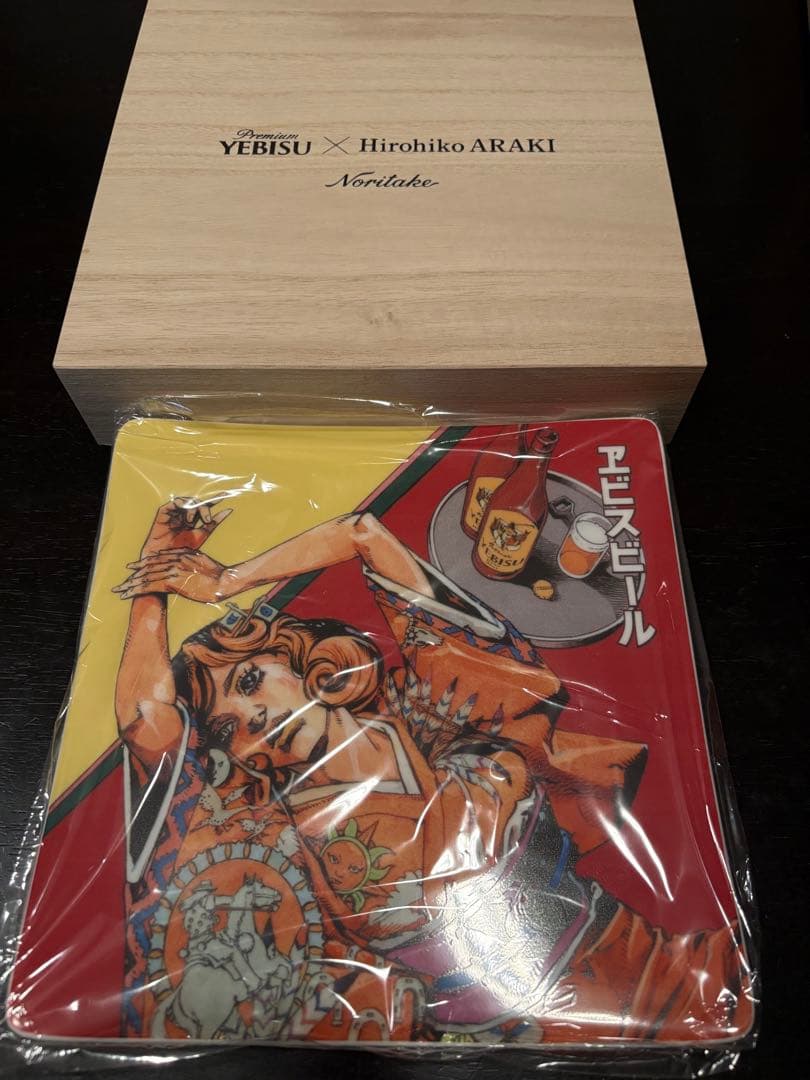 Premium
YEBISU × Hirohiko ARAKI
Noritake
ヱビスビール
YEBISU